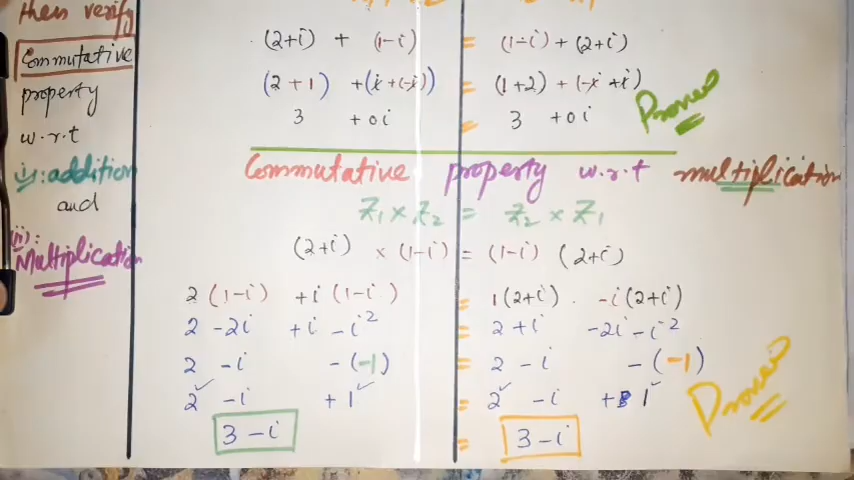 then verify
Commutative
property
w.r.t
i): addition
and
(ii):
Multiplication
(2+i) + (1-i) = (1-i) + (2+i)
(2+1) +(i+(-i)) = (1+2) + (-i+i)
3 +0i = 3 +0i
Proved
Commutative property w.r.t multiplication
Z₁ × Z₂ = Z₂ × Z₁
(2+i) × (1-i) = (1-i) (2+i)
2 (1-i) +i (1-i) = 1(2+i) -i(2+i)
2 -2i +i -i² = 2 +i -2i -i²
2 -i -(-1) = 2 -i -(-1)
2 -i +1 = 2 -i +1
3 -i = 3 -i
Proved